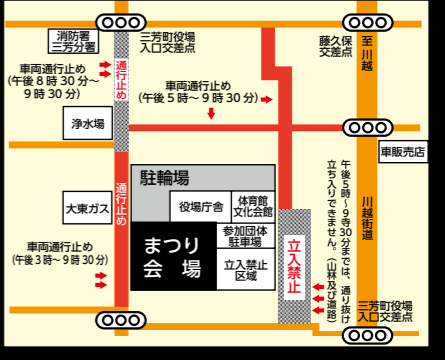 消防署
三芳分署
三芳町役場
入口交差点
藤久保
交差点
至 川越
車両通行止め
(午後8時30分～
9時30分)
通行止め
車両通行止め
(午後5時～9時30分)
浄水場
車販売店
駐輪場
役場庁舎
体育館
文化会館
大東ガス
通行止め
参加団体
駐車場
まつり
会 場
立入禁止
区域
立入禁止
午後5時～9寺30分までは、通り抜け
立ち入りできません。(山林及び道路)
川越街道
車両通行止め
(午後3時～9時30分)
三芳町役場
入口交差点